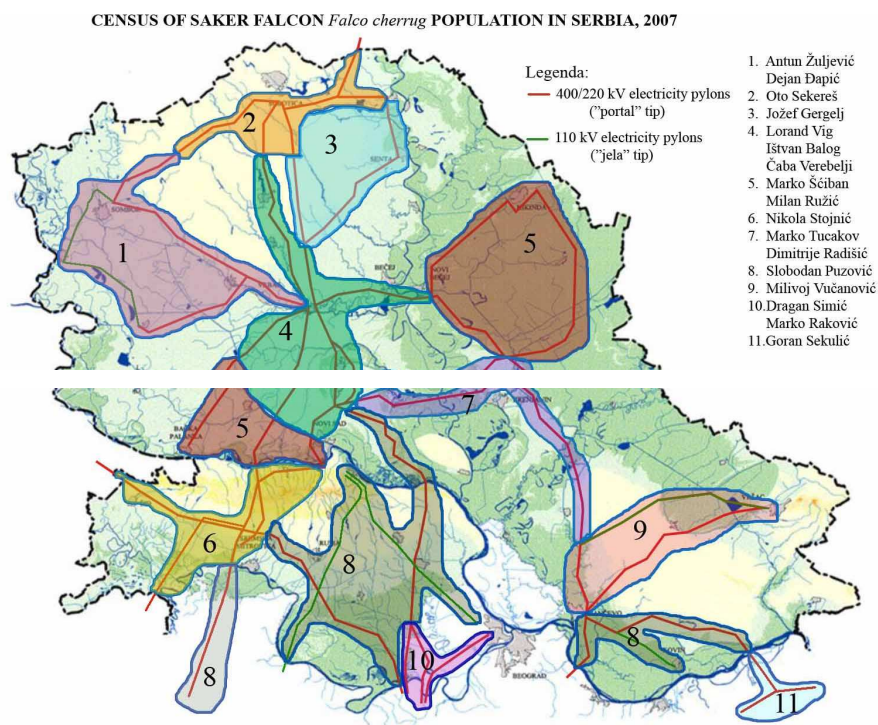 CENSUS OF SAKER FALCON Falco cherrug POPULATION IN SERBIA, 2007
Legenda:
400/220 kV electricity pylons
("portal" tip)
110 kV electricity pylons
("jela" tip)
1. Antun Žuljević
Dejan Đapić
2. Oto Sekereš
3. Jožef Gergelj
4. Lorand Vig
Ištvan Balog
Čaba Verebelji
5. Marko Šćiban
Milan Ružić
6. Nikola Stojnić
7. Marko Tucakov
Dimitrije Radišić
8. Slobodan Puzović
9. Milivoj Vučanović
10.Dragan Simić
Marko Raković
11.Goran Sekulić
2
3
SENTA
1
SOMBOR
5
BEČEJ
NOVI
BEČEJ
4
7
5
BAČKA
PALANKA
NOVI SAD
9
6
MITROVICA
RUMA
8
8
8
10
BEOGRAD
11